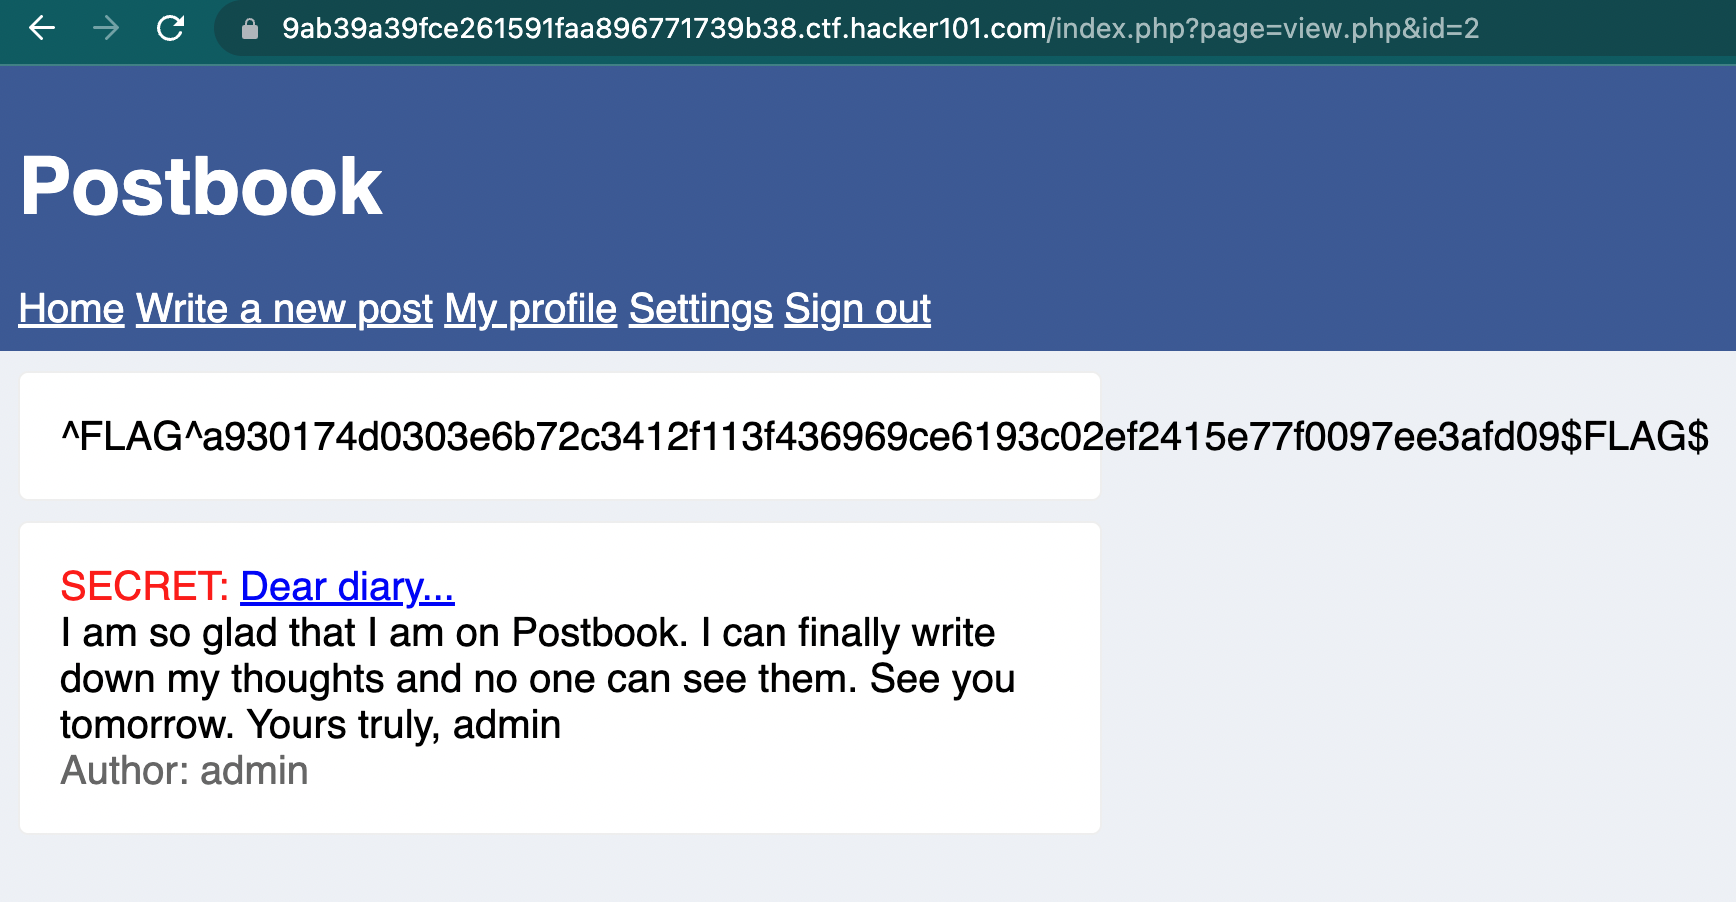 9ab39a39fce261591faa896771739b38.ctf.hacker101.com/index.php?page=view.php&id=2
Postbook
Home Write a new post My profile Settings Sign out
^FLAG^a930174d0303e6b72c3412f113f436969ce6193c02ef2415e77f0097ee3afd09$FLAG$
SECRET: Dear diary...
I am so glad that I am on Postbook. I can finally write
down my thoughts and no one can see them. See you
tomorrow. Yours truly, admin
Author: admin